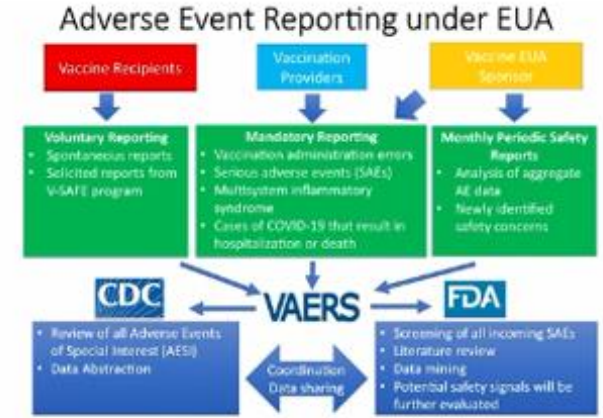 Adverse Event Reporting under EUA
Vaccine Recipients
Vaccination
Providers
Vaccine EUA
Sponsor
Voluntary Reporting
• Spontaneous reports
• Solicited reports from
V-SAFE program
Mandatory Reporting
• Vaccination administration errors
• Serious adverse events (SAEs)
• Multisystem inflammatory
syndrome
• Cases of COVID-19 that result in
hospitalization or death
Monthly Periodic Safety
Reports
• Analysis of aggregate
AE data
• Newly identified
safety concerns
CDC
VAERS
FDA
• Review of all Adverse Events
of Special Interest (AESI)
• Data Abstraction
Coordination
Data sharing
• Screening of all incoming SAEs
• Literature review
• Data mining
• Potential safety signals will be
further evaluated